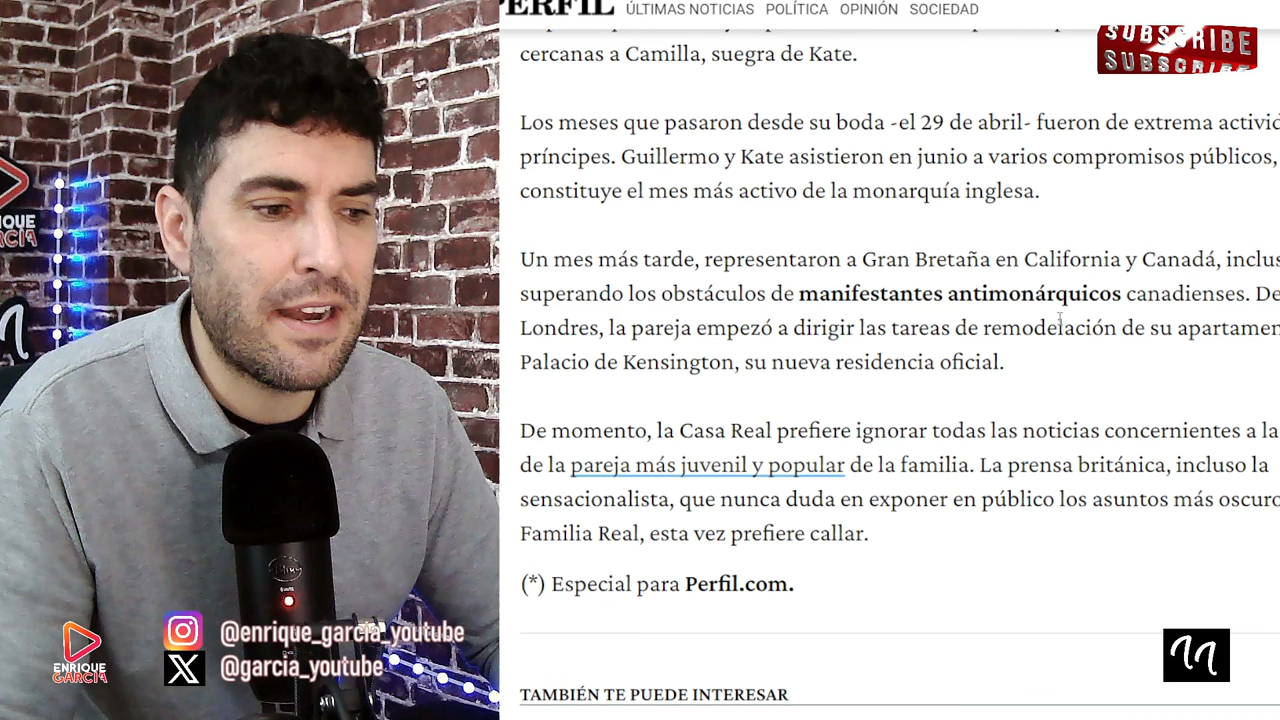 PERFIL ÚLTIMAS NOTICIAS POLÍTICA OPINIÓN SOCIEDAD
SUBSCRIBE
SUBSCRIBE
cercanas a Camilla, suegra de Kate.
Los meses que pasaron desde su boda -el 29 de abril- fueron de extrema
príncipes. Guillermo y Kate asistieron en junio a varios compromisos públicos,
constituye el mes más activo de la monarquía inglesa.
Un mes más tarde, representaron a Gran Bretaña en California y Canadá,
superando los obstáculos de manifestantes antimonárquicos canadienses.
Londres, la pareja empezó a dirigir las tareas de remodelación de su
Palacio de Kensington, su nueva residencia oficial.
De momento, la Casa Real prefiere ignorar todas las noticias concernientes a la
de la pareja más juvenil y popular de la familia. La prensa británica, incluso la
sensacionalista, que nunca duda en exponer en público los asuntos más
Familia Real, esta vez prefiere callar.
(*) Especial para Perfil.com.
TAMBIÉN TE PUEDE INTERESAR
@enrique_garcia_youtube
@garcia_youtube
ENRIQUE
GARCIA